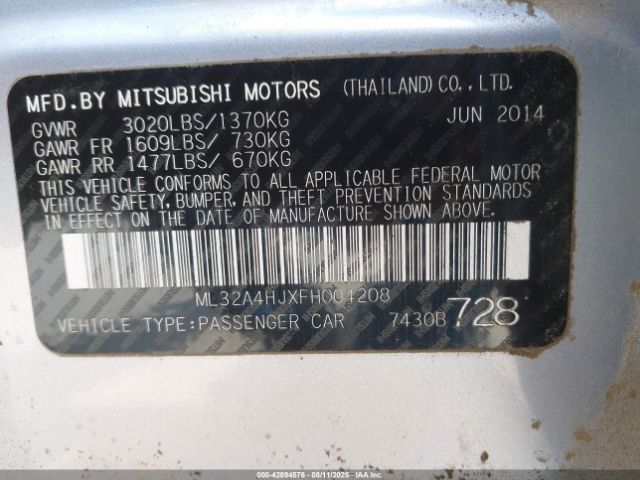 MFD.BY MITSUBISHI MOTORS (THAILAND)CO.,LTD.
GVWR 3020LBS/1370KG JUN 2014
GAWR FR 1609LBS/ 730KG
GAWR RR 1477LBS/ 670KG
THIS VEHICLE CONFORMS TO ALL APPLICABLE FEDERAL MOTOR
VEHICLE SAFETY, BUMPER, AND THEFT PREVENTION STANDARDS
IN EFFECT ON THE DATE OF MANUFACTURE SHOWN ABOVE.
ML32A4HJXFH004208
VEHICLE TYPE:PASSENGER CAR 7430B 728
000-42894576 - 08/11/2025 - IAAI.COM